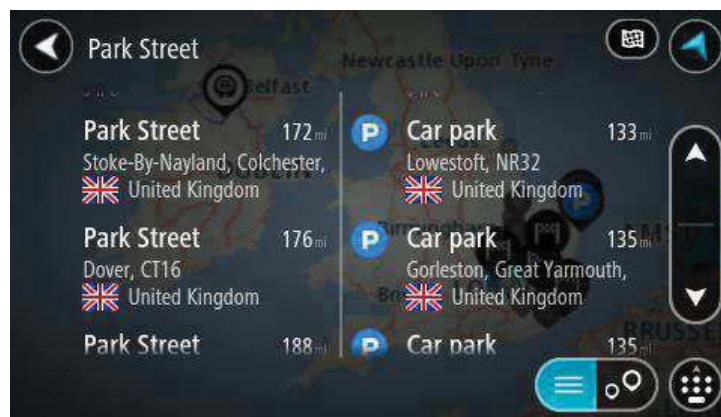 Park Street
Newcastle Upon Tyne
Belfast
Park Street 172 mi
Stoke-By-Nayland, Colchester,
United Kingdom
P Car park 133 mi
Lowestoft, NR32
United Kingdom
Park Street 176 mi
Dover, CT16
United Kingdom
P Car park 135 mi
Gorleston, Great Yarmouth,
United Kingdom
Park Street 188 mi
P Car park 135 mi
DUBLIN
P